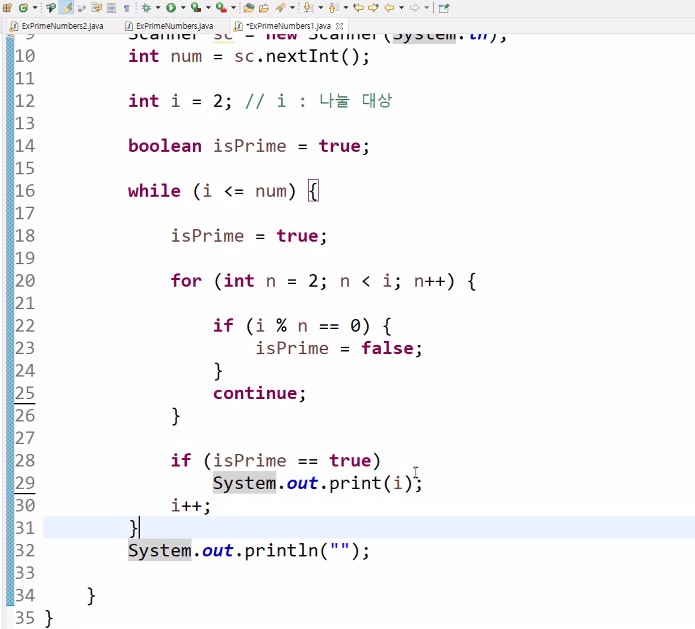 ExPrimeNumbers2.java ExPrimeNumbers.java *ExPrimeNumbers1.java
9 Scanner sc = new Scanner(System.in);
10 int num = sc.nextInt();
11
12 int i = 2; // i : 나눌 대상
13
14 boolean isPrime = true;
15
16 while (i <= num) {
17
18 isPrime = true;
19
20 for (int n = 2; n < i; n++) {
21
22 if (i % n == 0) {
23 isPrime = false;
24 }
25 continue;
26 }
27
28 if (isPrime == true)
29 System.out.print(i);
30 i++;
31 }
32 System.out.println("");
33
34 }
35 }